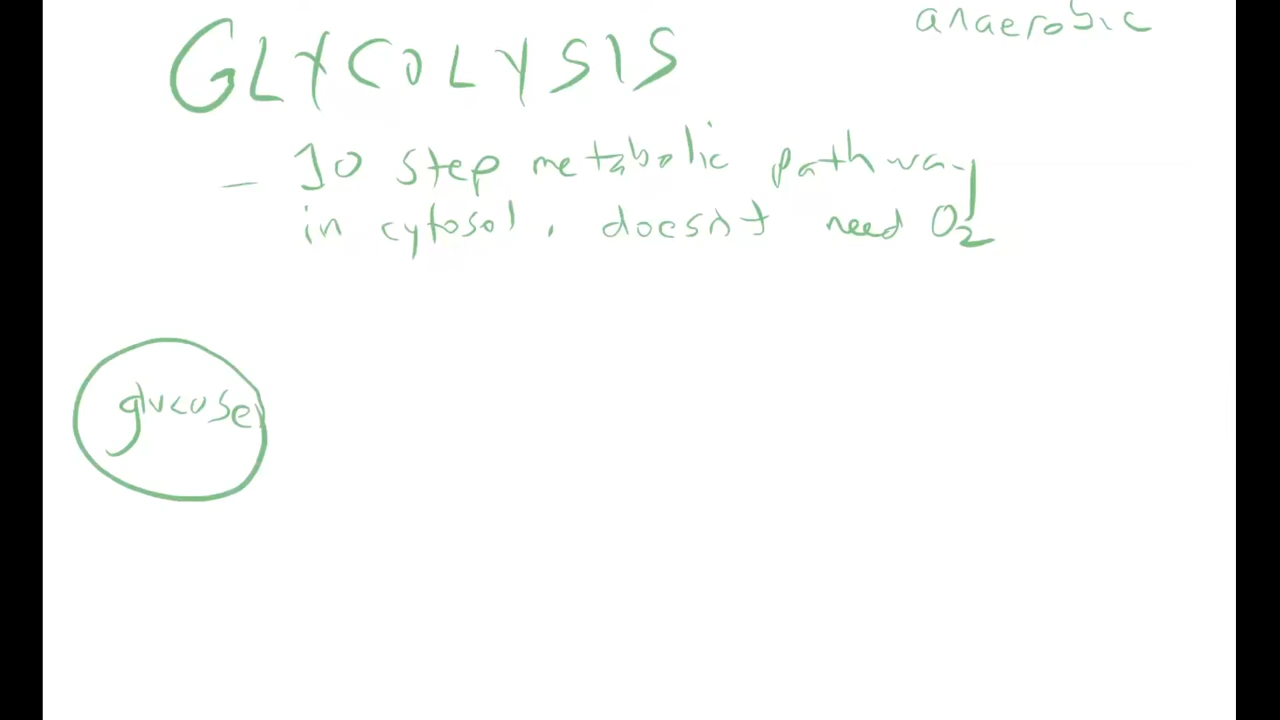 anaerobic
GLYCOLYSIS
- 10 step metabolic pathway
in cytosol, doesn't need O2
glucose